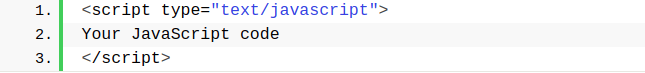 1. <script type="text/javascript">
2. Your JavaScript code
3. </script>